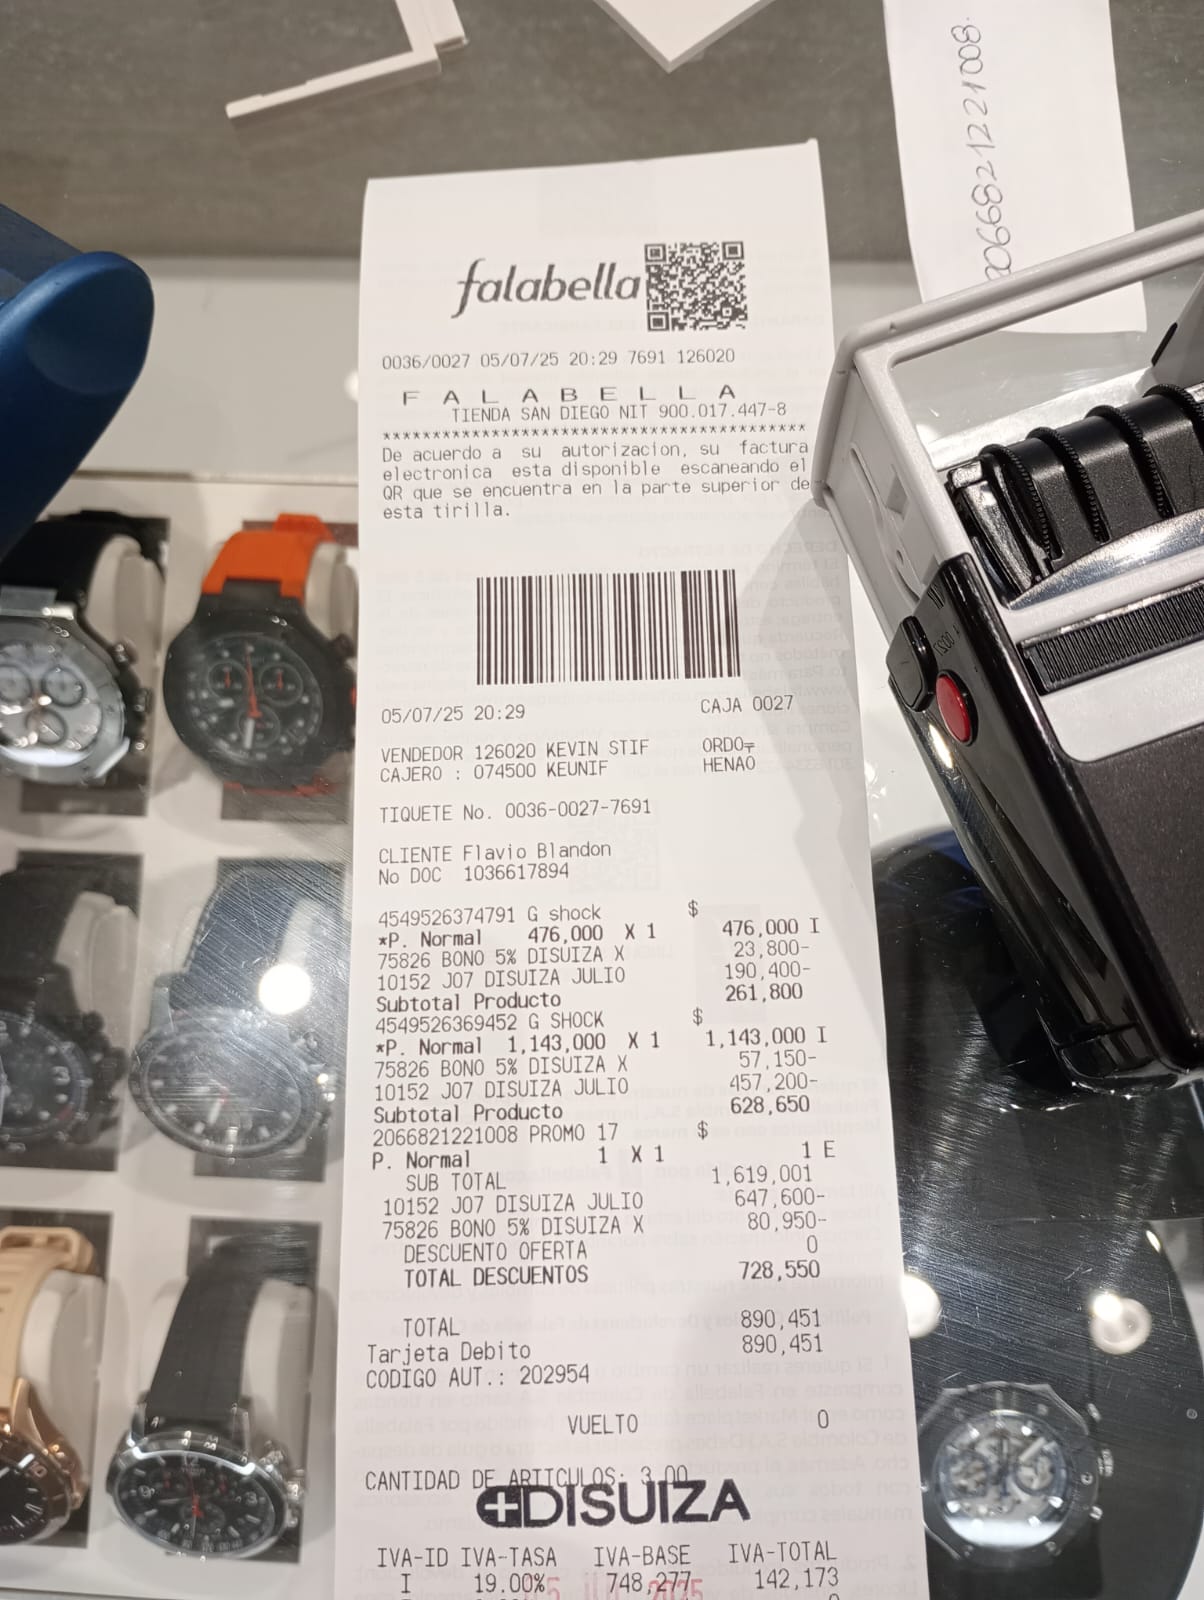 2066821221008.
falabella
0036/0027 05/07/25 20:29 7691 126020
F A L A B E L L A
TIENDA SAN DIEGO NIT 900.017.447-8
******************************************
De acuerdo a su autorizacion, su factura
electronica esta disponible escaneando el
QR que se encuentra en la parte superior de
esta tirilla.
05/07/25 20:29 CAJA 0027
VENDEDOR 126020 KEVIN STIF ORDO
CAJERO : 074500 KEUNIF HENAO
TIQUETE No. 0036-0027-7691
CLIENTE Flavio Blandon
No DOC 1036617894
4549526374791 G shock $
*P. Normal 476,000 X 1 476,000 I
75826 BONO 5% DISUIZA X 23,800-
10152 J07 DISUIZA JULIO 190,400-
Subtotal Producto 261,800
4549526369452 G SHOCK $
*P. Normal 1,143,000 X 1 1,143,000 I
75826 BONO 5% DISUIZA X 57,150-
10152 J07 DISUIZA JULIO 457,200-
Subtotal Producto 628,650
2066821221008 PROMO 17 $
P. Normal 1 X 1 1 E
SUB TOTAL 1,619,001
10152 J07 DISUIZA JULIO 647,600-
75826 BONO 5% DISUIZA X 80,950-
DESCUENTO OFERTA 0
TOTAL DESCUENTOS 728,550
TOTAL 890,451
Tarjeta Debito 890,451
CODIGO AUT.: 202954
VUELTO 0
CANTIDAD DE ARTICULOS: 3.00
DISUIZA
IVA-ID IVA-TASA IVA-BASE IVA-TOTAL
I 19.00% 748,277 142,173